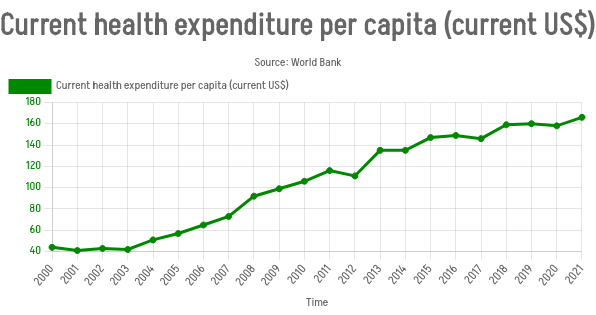 Current health expenditure per capita (current US$)
Source: World Bank
Current health expenditure per capita (current US$)
180
160
140
120
100
80
60
40
2000 2001 2002 2003 2004 2005 2006 2007 2008 2009 2010 2011 2012 2013 2014 2015 2016 2017 2018 2019 2020 2021
Time